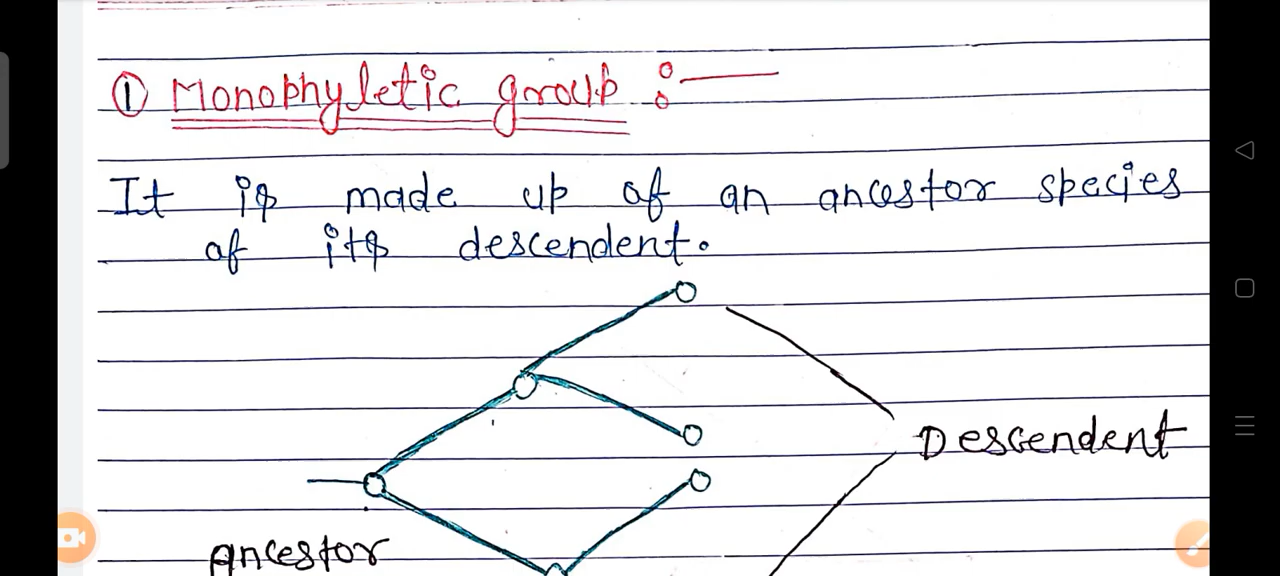 ① Monophyletic group :—
It is made up of an ancestor species
of its descendent.
Descendent
Ancestor